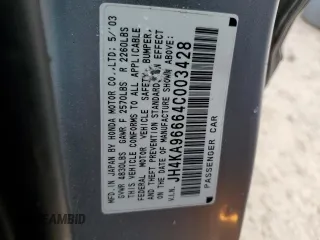 MFD. IN JAPAN BY HONDA MOTOR CO.,LTD: 5/'03
GVWR 4830LBS GAWR F 2570LBS R 2260LBS
THIS VEHICLE CONFORMS TO ALL APPLICABLE
FEDERAL MOTOR VEHICLE SAFETY, BUMPER,
AND THEFT PREVENTION STANDARDS IN EFFECT
ON THE DATE OF MANUFACTURE SHOWN ABOVE.
V.I.N. JH4KA96664C003428
PASSENGER CAR